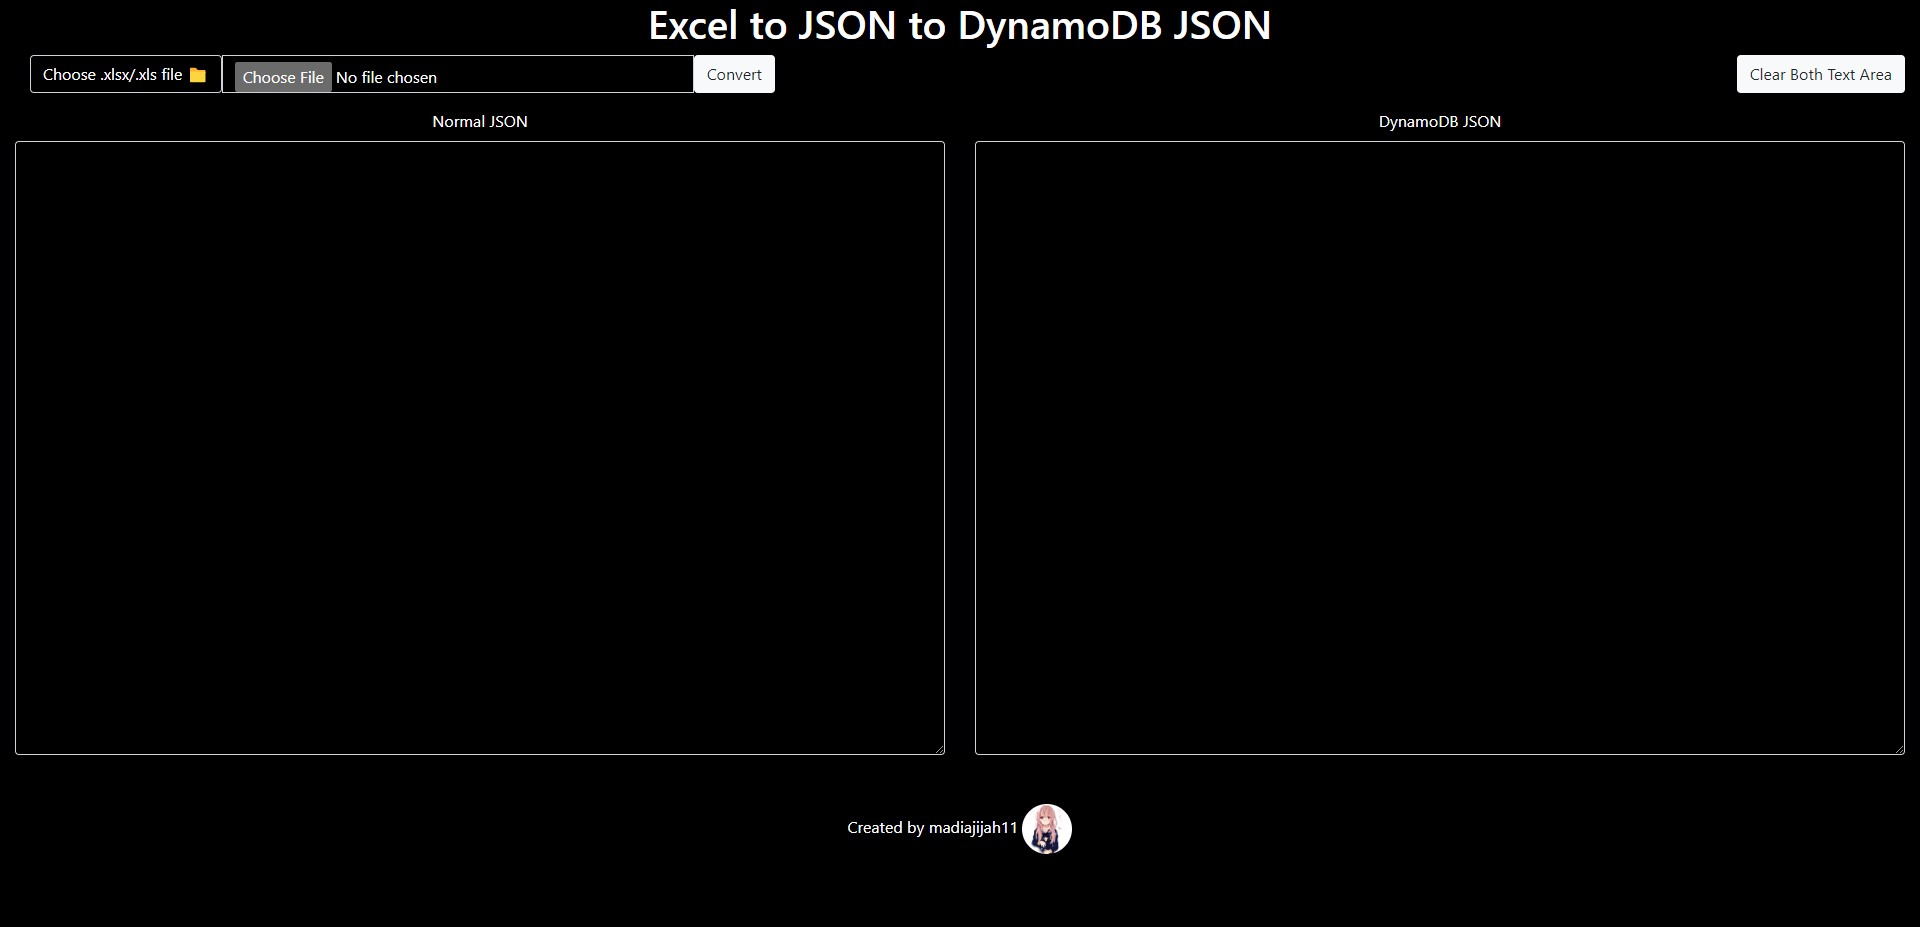 Excel to JSON to DynamoDB JSON
Choose .xlsx/.xls file Choose File No file chosen Convert Clear Both Text Area
Normal JSON DynamoDB JSON
Created by madiajijah11